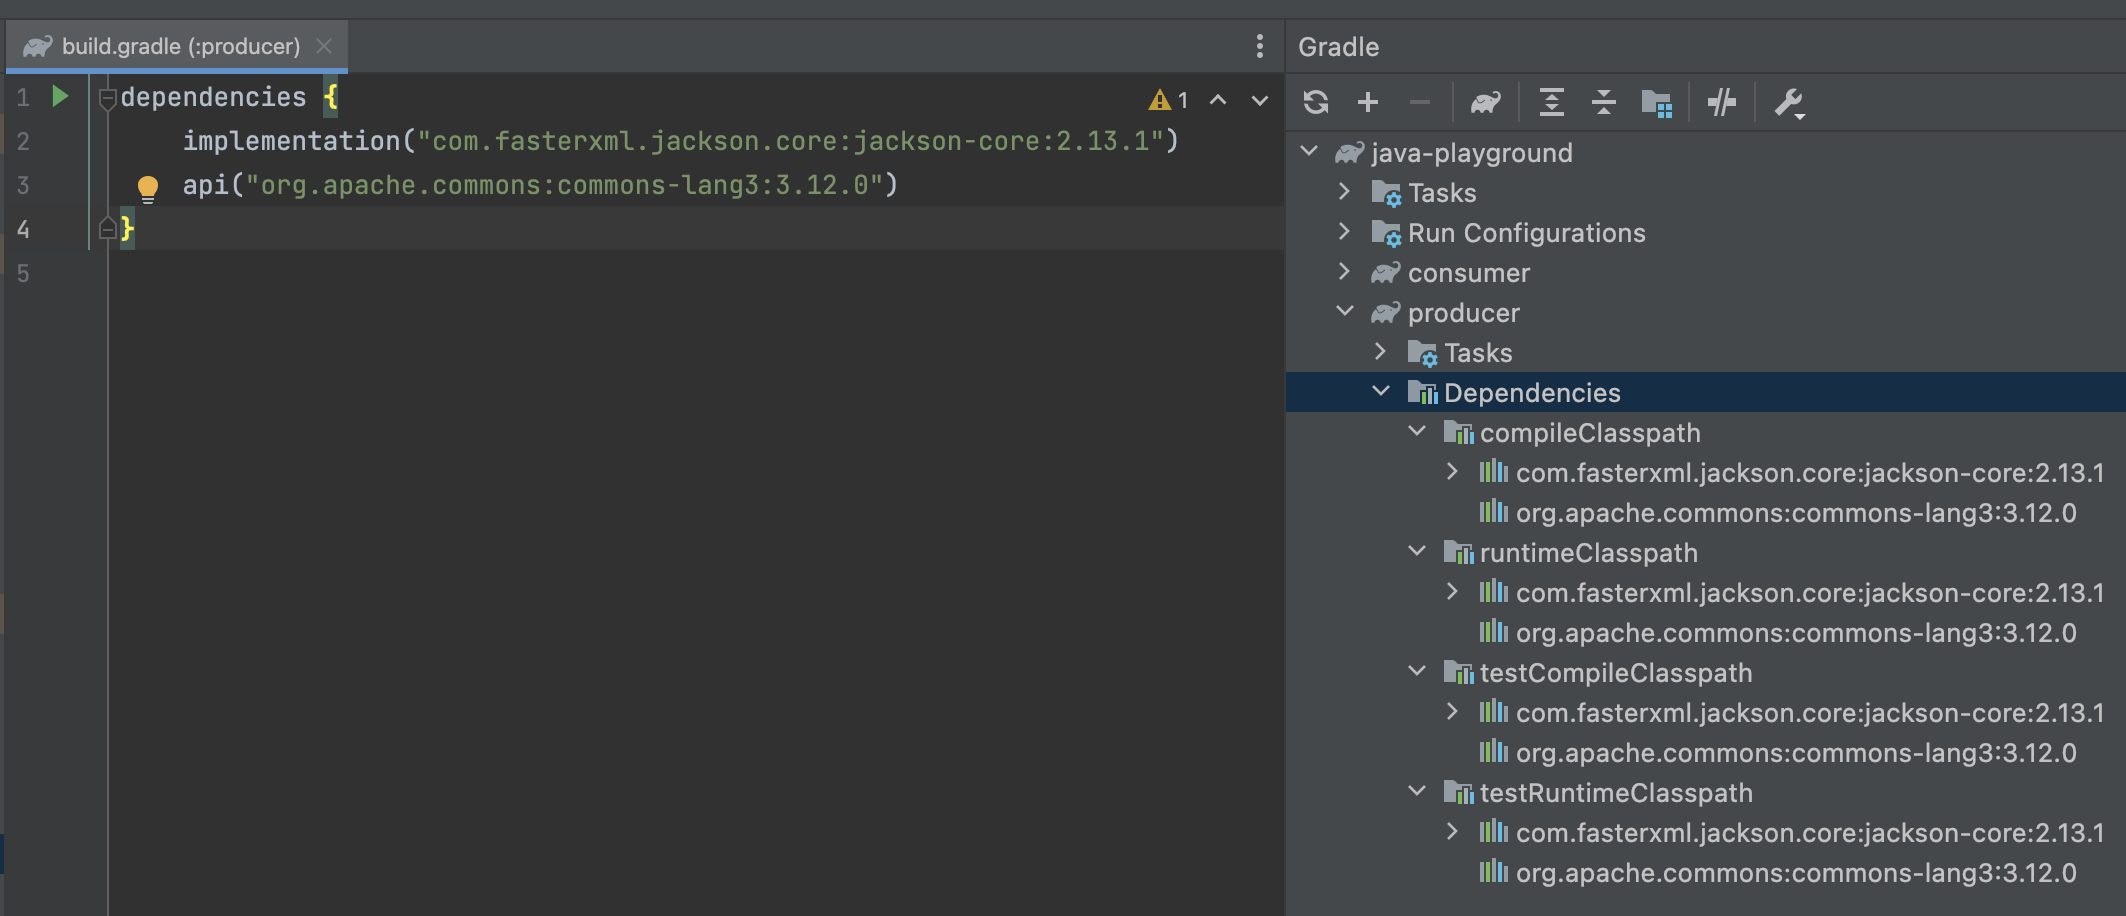 build.gradle (:producer)
1 dependencies {
1
2 implementation("com.fasterxml.jackson.core:jackson-core:2.13.1")
3 api("org.apache.commons:commons-lang3:3.12.0")
4 }
5
Gradle
java-playground
Tasks
Run Configurations
consumer
producer
Tasks
Dependencies
compileClasspath
com.fasterxml.jackson.core:jackson-core:2.13.1
org.apache.commons:commons-lang3:3.12.0
runtimeClasspath
com.fasterxml.jackson.core:jackson-core:2.13.1
org.apache.commons:commons-lang3:3.12.0
testCompileClasspath
com.fasterxml.jackson.core:jackson-core:2.13.1
org.apache.commons:commons-lang3:3.12.0
testRuntimeClasspath
com.fasterxml.jackson.core:jackson-core:2.13.1
org.apache.commons:commons-lang3:3.12.0